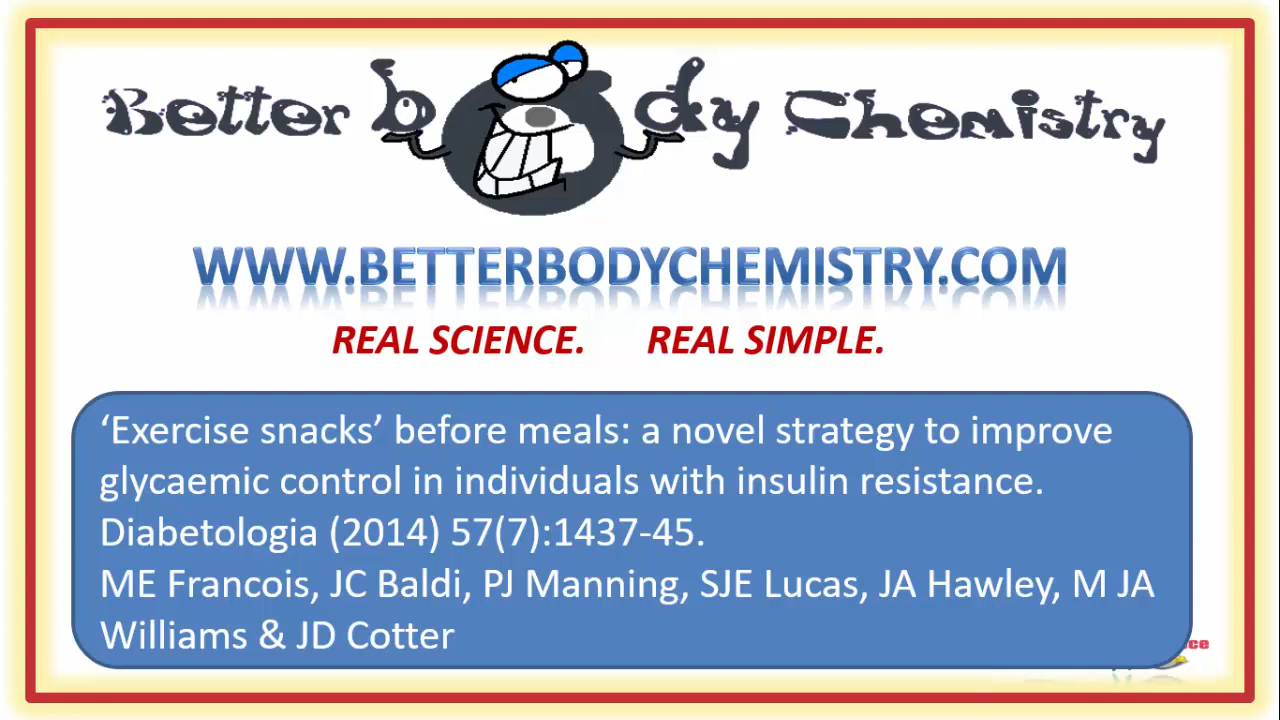 Better body Chemistry
WWW.BETTERBODYCHEMISTRY.COM
REAL SCIENCE. REAL SIMPLE.
‘Exercise snacks’ before meals: a novel strategy to improve
glycaemic control in individuals with insulin resistance.
Diabetologia (2014) 57(7):1437-45.
ME Francois, JC Baldi, PJ Manning, SJE Lucas, JA Hawley, M JA
Williams & JD Cotter